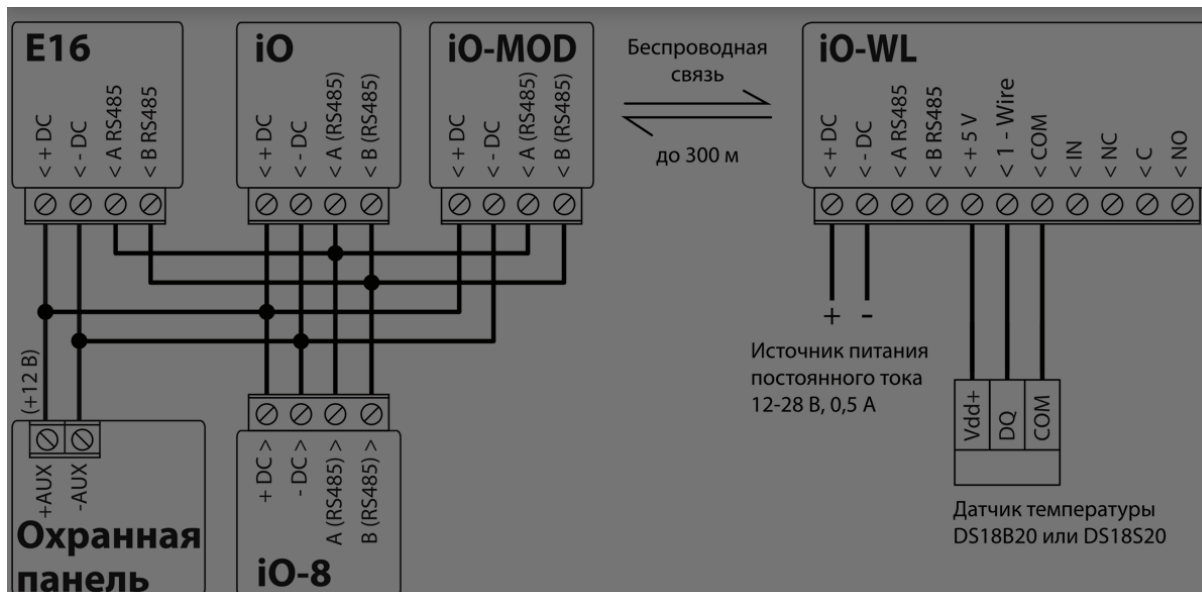 E16
< + DC
< - DC
< A RS485
< B RS485
iO
< + DC
< - DC
< A (RS485)
< B (RS485)
iO-MOD
< + DC
< - DC
< A (RS485)
< B (RS485)
Беспроводная
связь
до 300 м
iO-WL
< + DC
< - DC
< A RS485
< B RS485
< + 5 V
< 1 - Wire
< COM
< IN
< NC
< C
< NO
+ -
Источник питания
постоянного тока
12-28 В, 0,5 А
Vdd+
DQ
COM
Датчик температуры
DS18B20 или DS18S20
(+12 В)
+AUX
-AUX
Охранная
панель
+ DC >
- DC >
A (RS485) >
B (RS485) >
iO-8